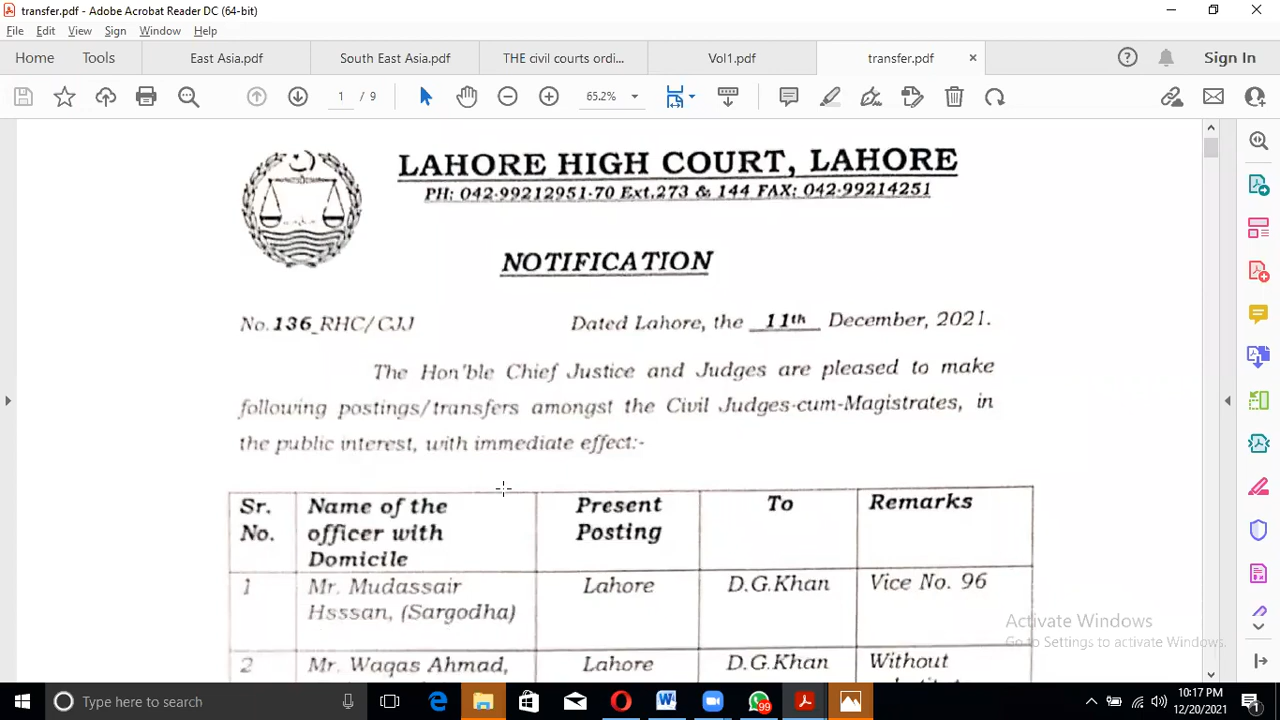 transfer.pdf - Adobe Acrobat Reader DC (64-bit)
File Edit View Sign Window Help
Home Tools East Asia.pdf South East Asia.pdf THE civil courts ordi... Vol1.pdf transfer.pdf × Sign In
1 / 9 65.2%
LAHORE HIGH COURT, LAHORE
PH: 042-99212951-70 Ext.273 & 144 FAX: 042-99214251
NOTIFICATION
No.136_RHC/CJJ Dated Lahore, the 11th December, 2021.
The Hon'ble Chief Justice and Judges are pleased to make
following postings/transfers amongst the Civil Judges-cum-Magistrates, in
the public interest, with immediate effect:-
Sr. No. Name of the officer with Domicile Present Posting To Remarks
1 Mr. Mudassair Hsssan, (Sargodha) Lahore D.G.Khan Vice No. 96
2 Mr. Waqas Ahmad, Lahore D.G.Khan Without
Activate Windows
Go to Settings to activate Windows.
Type here to search
99
10:17 PM
12/20/2021
1